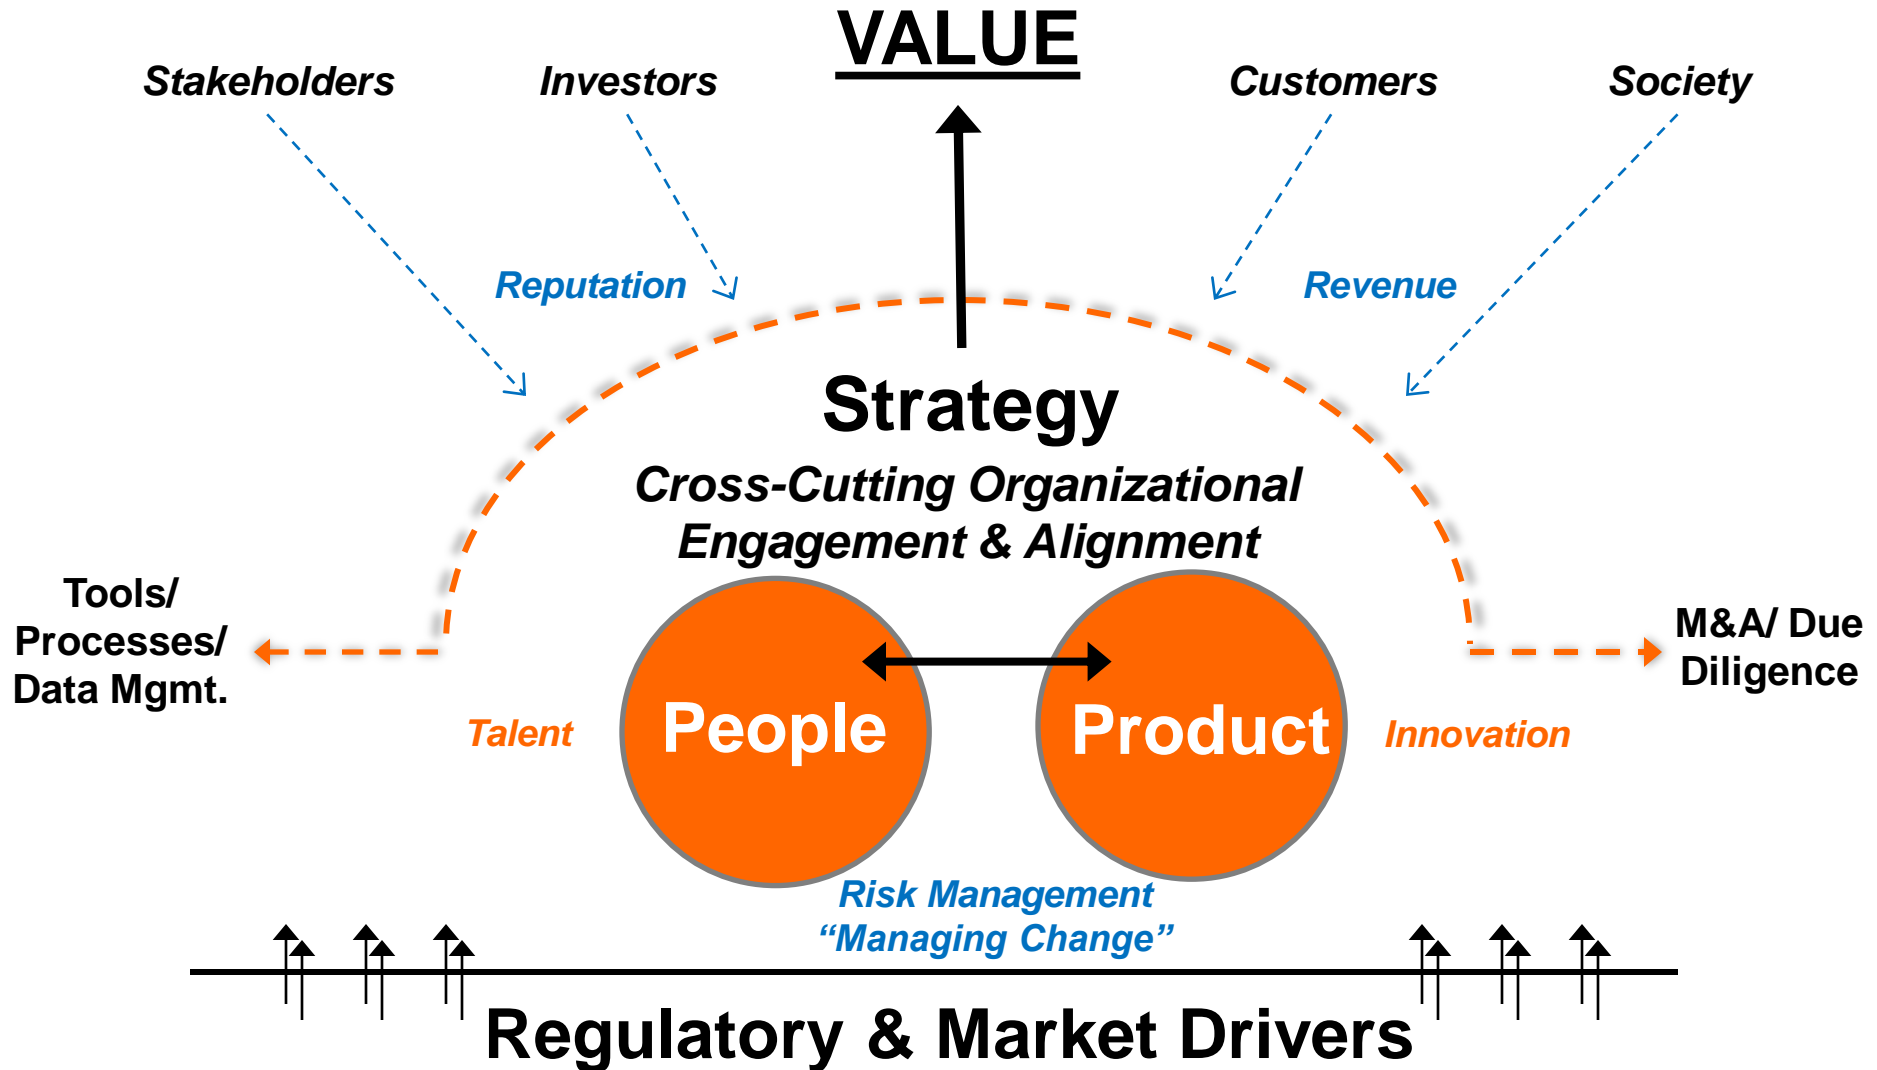 VALUE
Stakeholders
Investors
Customers
Society
Reputation
Revenue
Strategy
Cross-Cutting Organizational
Engagement & Alignment
Tools/
Processes/
Data Mgmt.
M&A/ Due
Diligence
Talent
People
Product
Innovation
Risk Management
“Managing Change”
Regulatory & Market Drivers